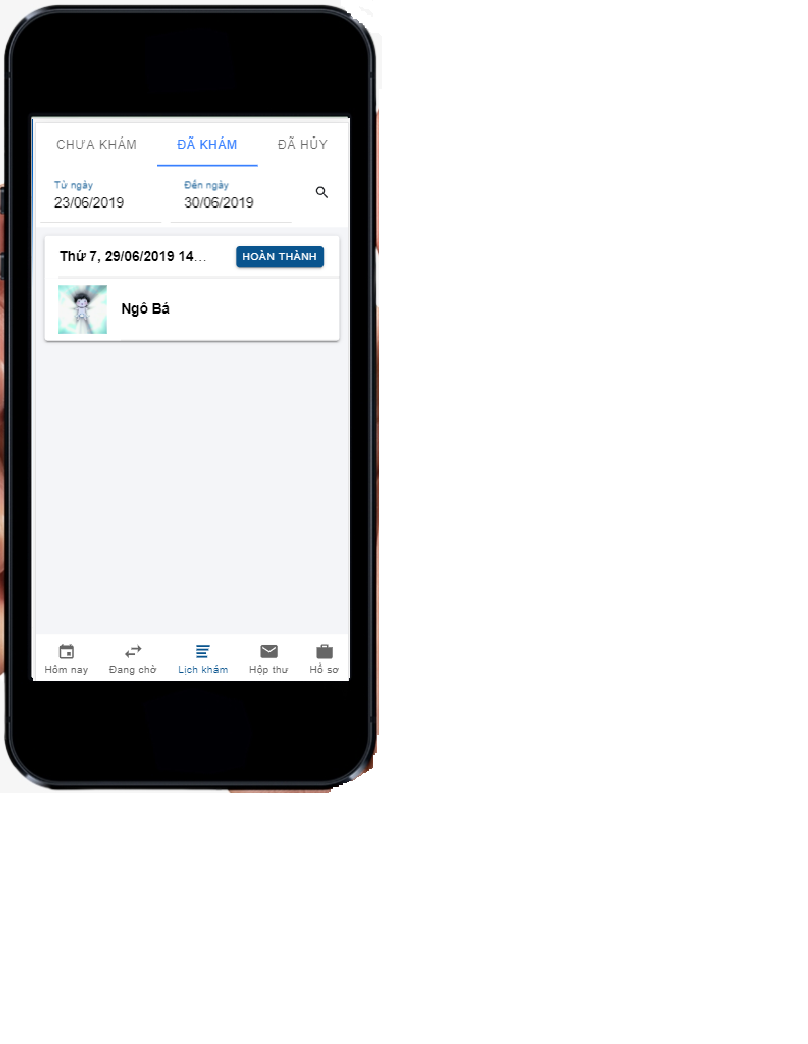 CHƯA KHÁM ĐÃ KHÁM ĐÃ HỦY
Từ ngày Đến ngày
23/06/2019 30/06/2019
Thứ 7, 29/06/2019 14... HOÀN THÀNH
Ngô Bá
Hôm nay Đang chờ Lịch khám Hộp thư Hồ sơ